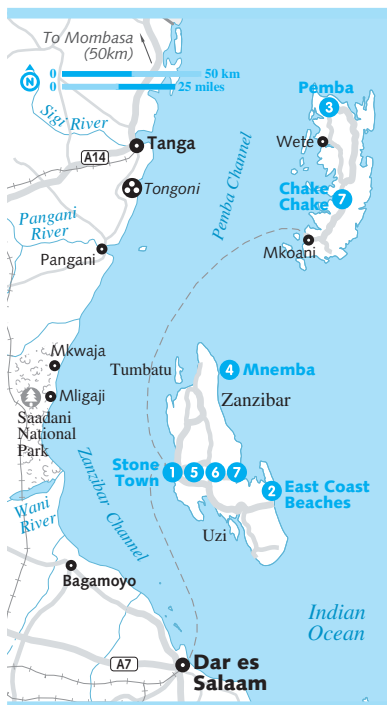 To Mombasa
(50km)
N
0
50 km
0
25 miles
Pemba
3
Sigi River
Wete
Tanga
A14
Pemba Channel
Tongoni
Chake
Chake
7
Pangani
River
Mkoani
Pangani
Mkwaja
Tumbatu
4
Mnemba
Mligaji
Zanzibar
Saadani
National
Park
Zanzibar Channel
Stone
Town
1
5
6
7
2
East Coast
Beaches
Wani
River
Uzi
Bagamoyo
Indian
Ocean
A7
Dar es
Salaam